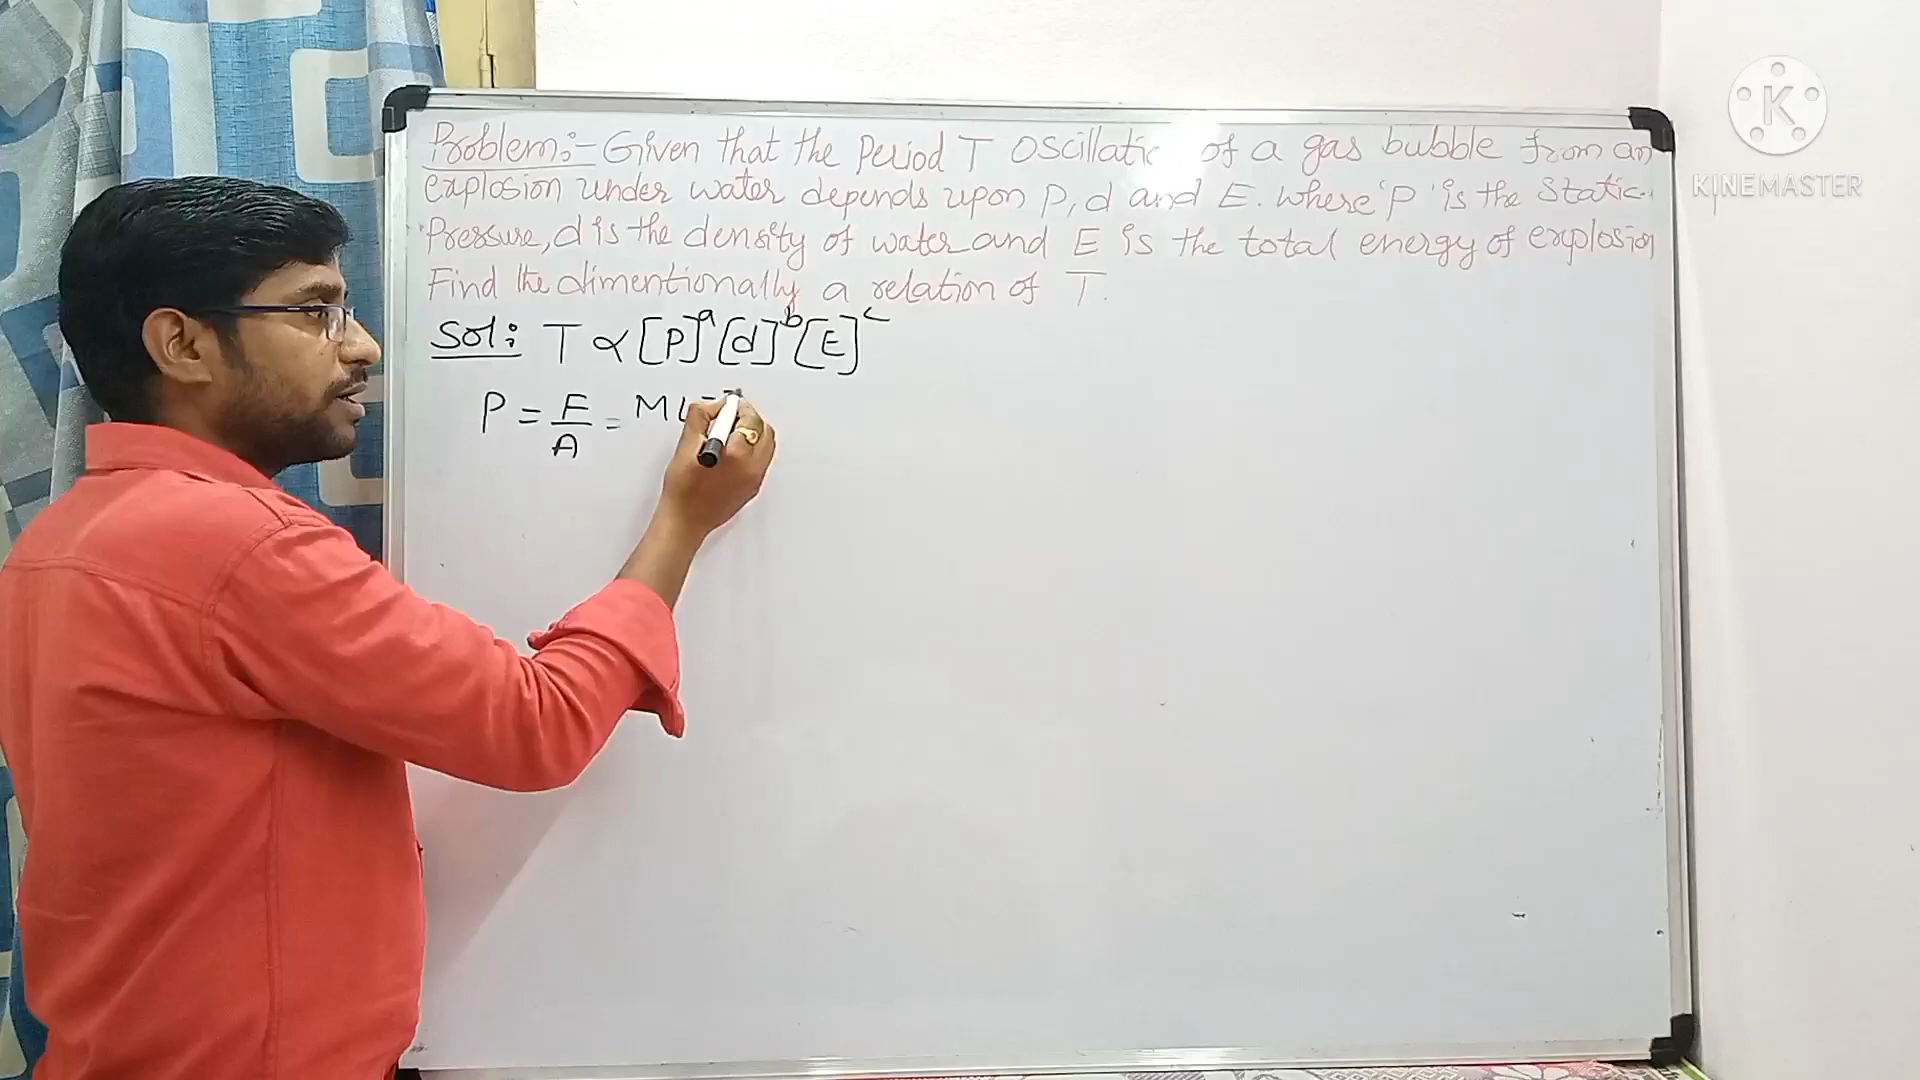 Problem:- Given that the Period T oscillatic of a gas bubble from an
explosion under water depends upon P, d and E. where 'P' is the static
Pressure, d is the density of water and E is the total energy of explosion
Find the dimentionally a relation of T.
Sol: T ∝ [P]^a [d]^b [E]^c
P = F/A = ML
K
KINEMASTER